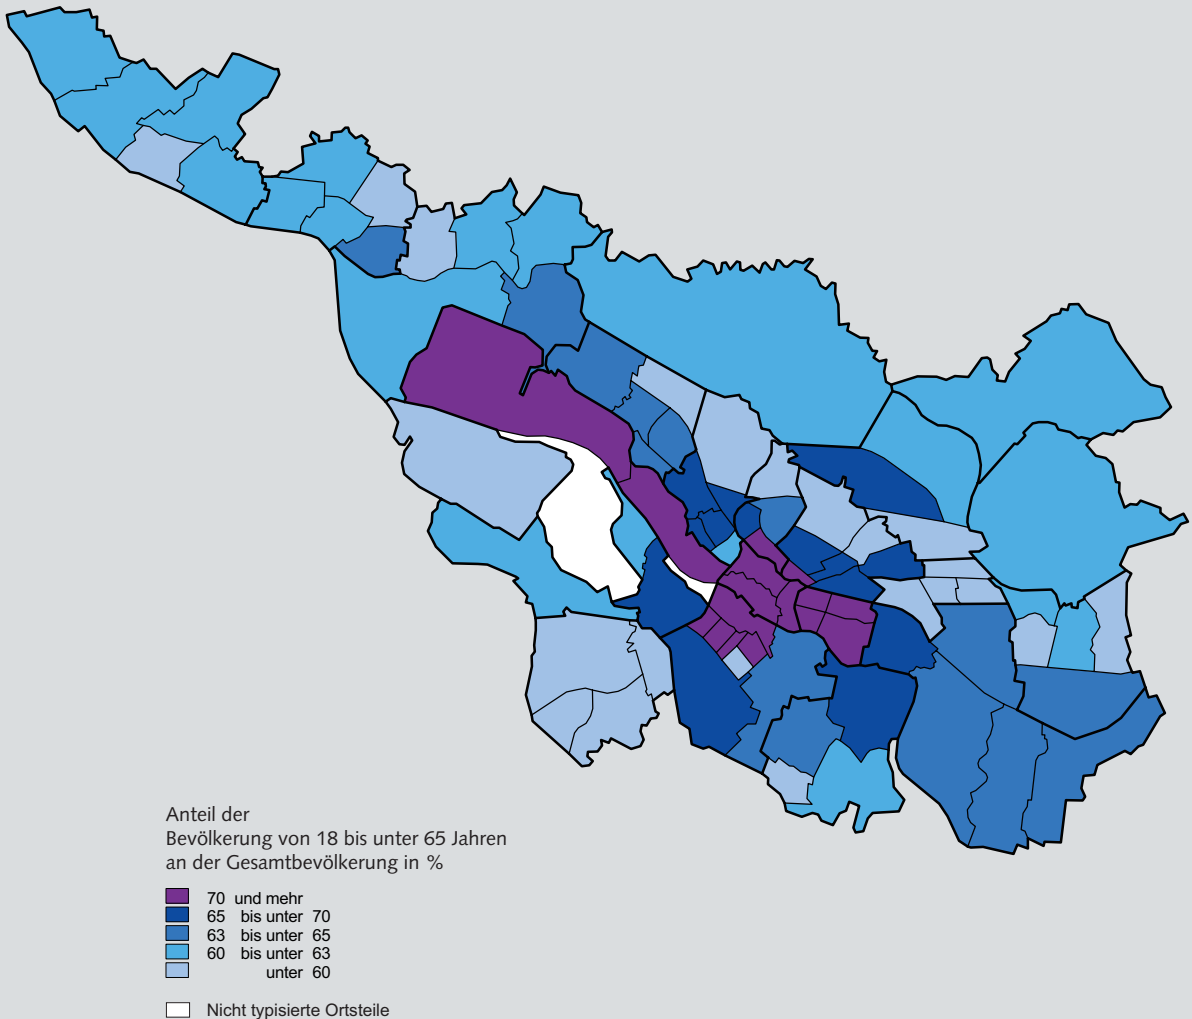 Anteil der
Bevölkerung von 18 bis unter 65 Jahren
an der Gesamtbevölkerung in %
70 und mehr
65 bis unter 70
63 bis unter 65
60 bis unter 63
unter 60
Nicht typisierte Ortsteile